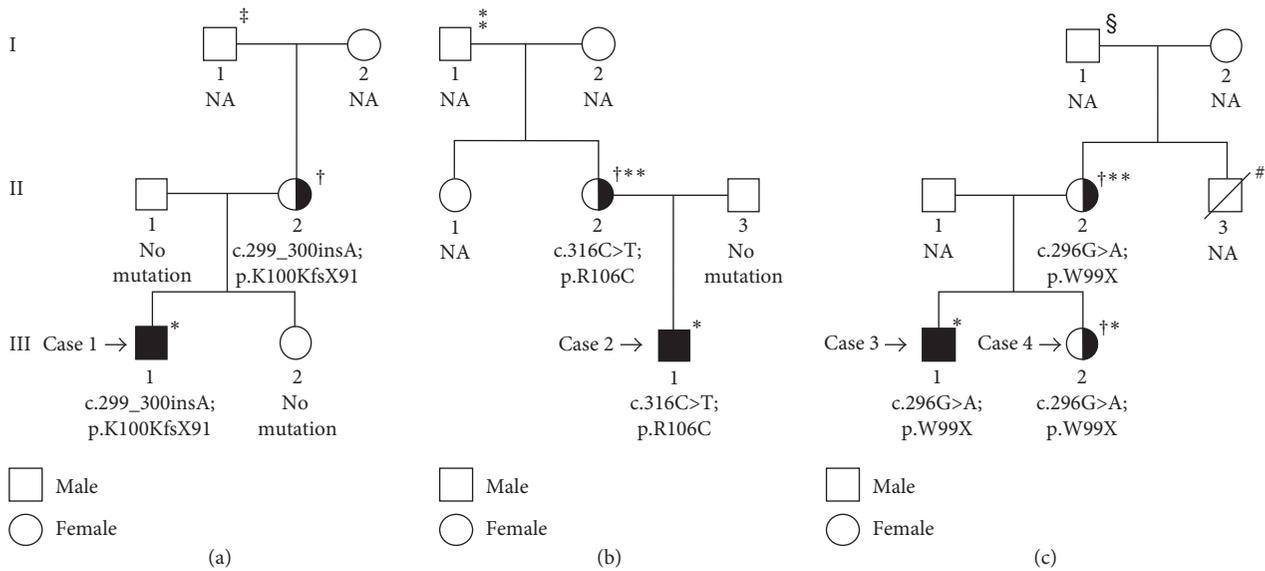 I
‡
1
NA
2
NA
II
1
No
mutation
†
2
c.299_300insA;
p.K100KfsX91
III
Case 1 →
*
1
c.299_300insA;
p.K100KfsX91
2
No
mutation
Male
Female
(a)
*
*
1
NA
2
NA
1
NA
†**
2
c.316C>T;
p.R106C
3
No
mutation
Case 2 →
*
1
c.316C>T;
p.R106C
Male
Female
(b)
§
1
NA
2
NA
1
NA
†**
2
c.296G>A;
p.W99X
#
3
NA
Case 3 →
*
1
c.296G>A;
p.W99X
Case 4 →
†*
2
c.296G>A;
p.W99X
Male
Female
(c)